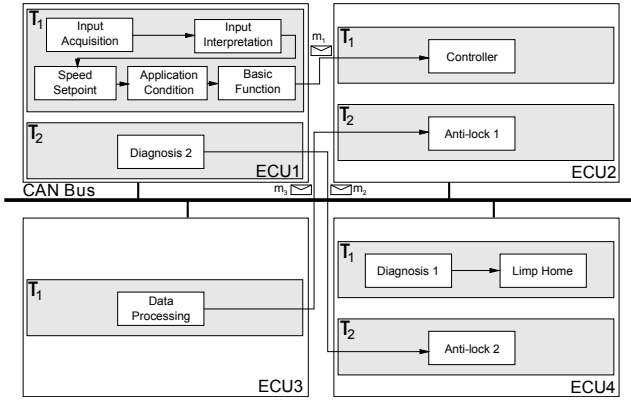 T1
Input
Acquisition
Input
Interpretation
Speed
Setpoint
Application
Condition
Basic
Function
T2
Diagnosis 2
ECU1
m1
T1
Controller
T2
Anti-lock 1
ECU2
CAN Bus
m3
m2
T1
Data
Processing
ECU3
T1
Diagnosis 1
Limp Home
T2
Anti-lock 2
ECU4